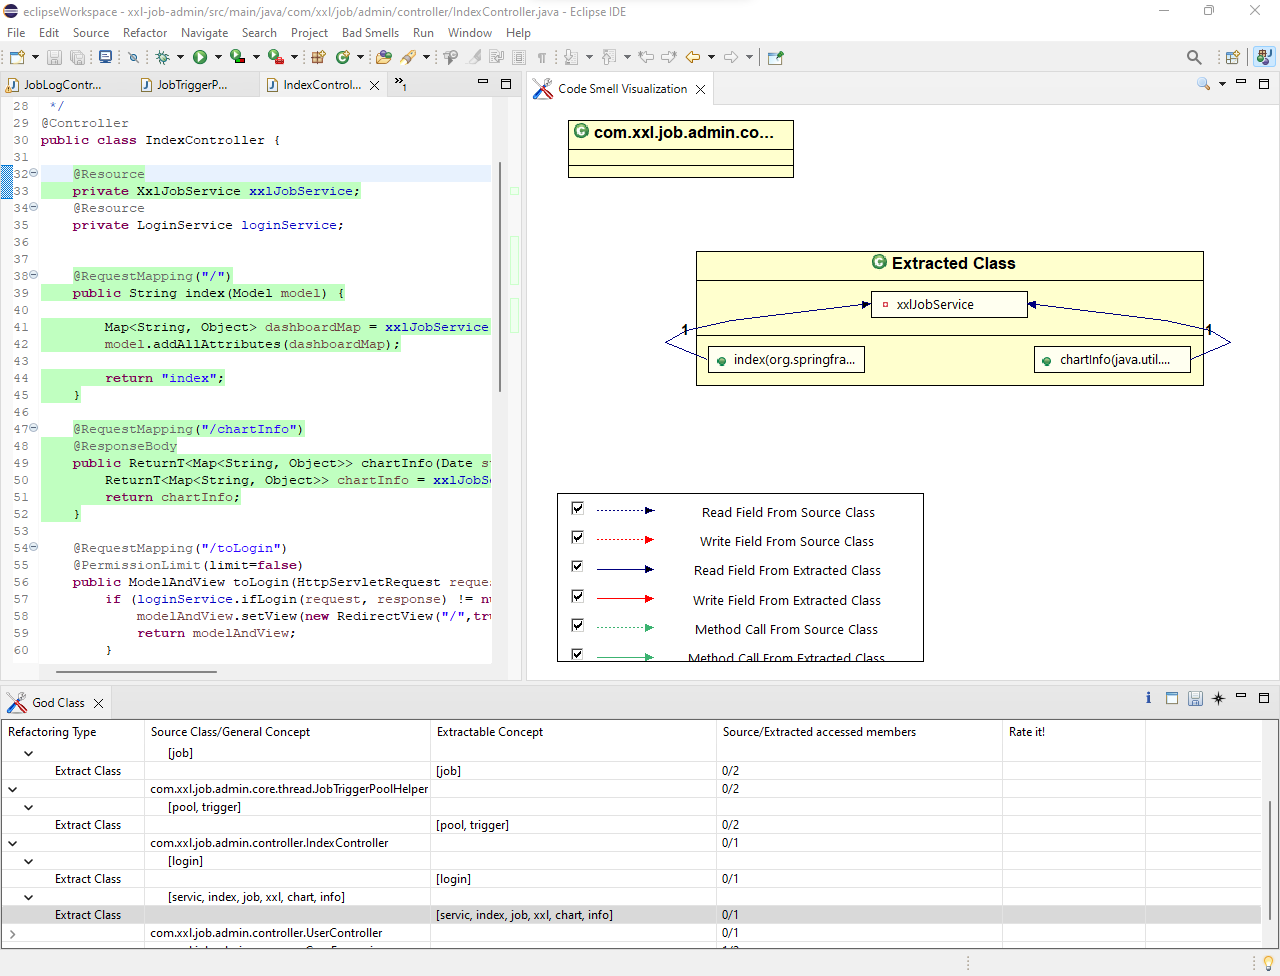 eclipseWorkspace - xxl-job-admin/src/main/java/com/xxl/job/admin/controller/IndexController.java - Eclipse IDE
File Edit Source Refactor Navigate Search Project Bad Smells Run Window Help
JobLogContr... JobTriggerP... IndexControl... »1
28 */
29 @Controller
30 public class IndexController {
31
32 @Resource
33 private XxlJobService xxlJobService;
34 @Resource
35 private LoginService loginService;
36
37
38 @RequestMapping("/")
39 public String index(Model model) {
40
41 Map<String, Object> dashboardMap = xxlJobService
42 model.addAllAttributes(dashboardMap);
43
44 return "index";
45 }
46
47 @RequestMapping("/chartInfo")
48 @ResponseBody
49 public ReturnT<Map<String, Object>> chartInfo(Date s
50 ReturnT<Map<String, Object>> chartInfo = xxlJobS
51 return chartInfo;
52 }
53
54 @RequestMapping("/toLogin")
55 @PermissionLimit(limit=false)
56 public ModelAndView toLogin(HttpServletRequest reque
57 if (loginService.ifLogin(request, response) != nu
58 modelAndView.setView(new RedirectView("/",tru
59 return modelAndView;
60 }
Code Smell Visualization
com.xxl.job.admin.co...
Extracted Class
xxlJobService
1 1
index(org.springfra... chartInfo(java.util....
Read Field From Source Class
Write Field From Source Class
Read Field From Extracted Class
Write Field From Extracted Class
Method Call From Source Class
Method Call From Extracted Class
God Class
Refactoring Type Source Class/General Concept Extractable Concept Source/Extracted accessed members Rate it!
[job]
Extract Class [job] 0/2
com.xxl.job.admin.core.thread.JobTriggerPoolHelper 0/2
[pool, trigger]
Extract Class [pool, trigger] 0/2
com.xxl.job.admin.controller.IndexController 0/1
[login]
Extract Class [login] 0/1
[servic, index, job, xxl, chart, info]
Extract Class [servic, index, job, xxl, chart, info] 0/1
com.xxl.job.admin.controller.UserController 0/1